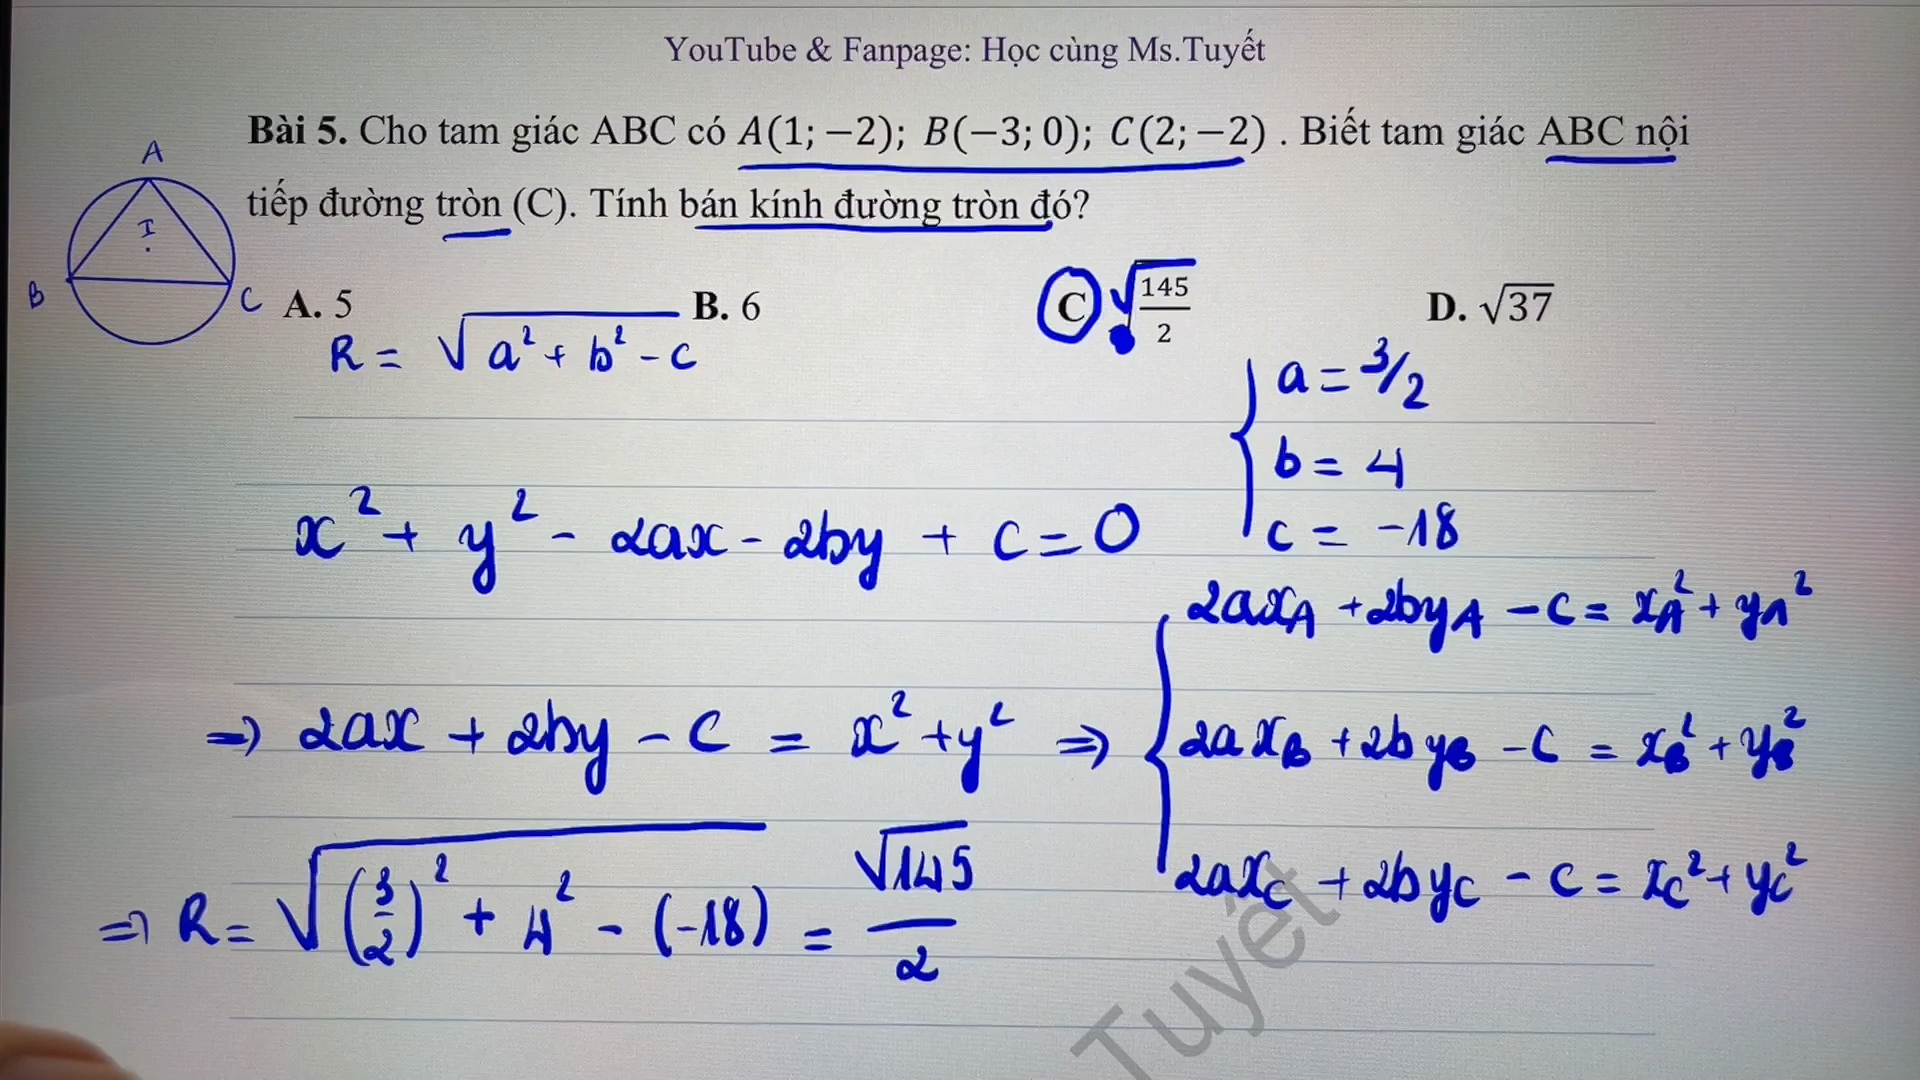 YouTube & Fanpage: Học cùng Ms.Tuyết
Bài 5. Cho tam giác ABC có A(1; −2); B(−3; 0); C(2; −2) . Biết tam giác ABC nội
tiếp đường tròn (C). Tính bán kính đường tròn đó?
A
I
B
C
A. 5 B. 6 C √145/2 D. √37
R = √(a² + b² - c)
a = 3/2
b = 4
c = -18
x² + y² - 2ax - 2by + c = 0
2ax_A + 2by_A - c = x_A² + y_A²
=> 2ax + 2by - c = x² + y² => 2ax_B + 2by_B - c = x_B² + y_B²
2ax_C + 2by_C - c = x_C² + y_C²
=> R = √((3/2)² + 4² - (-18)) = √145/2
Tuyết